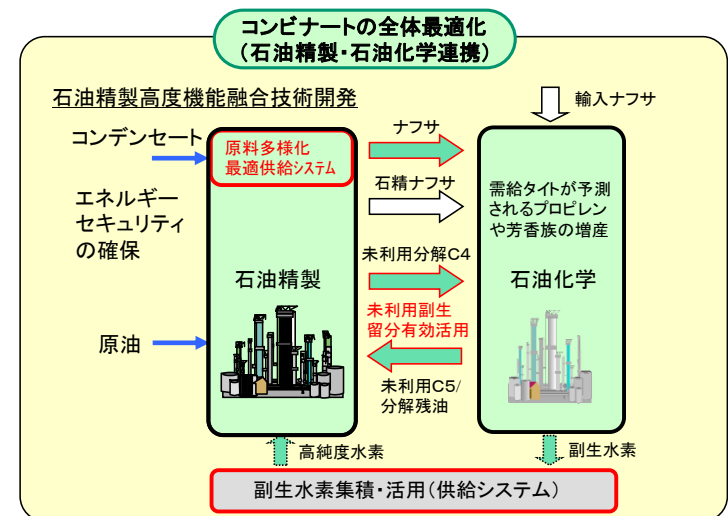 コンビナートの全体最適化
(石油精製・石油化学連携)
石油精製高度機能融合技術開発
コンデンセート
エネルギー
セキュリティ
の確保
原油
原料多様化
最適供給システム
石油精製
ナフサ
石精ナフサ
未利用分解C4
未利用副生
留分有効活用
未利用C5/
分解残油
輸入ナフサ
需給タイトが予測
されるプロピレン
や芳香族の増産
石油化学
高純度水素
副生水素
副生水素集積・活用(供給システム)